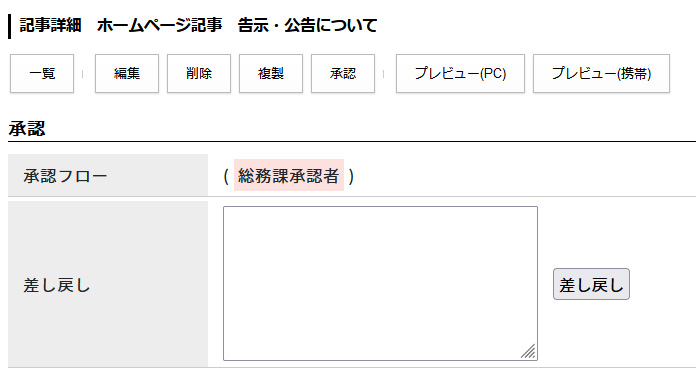 記事詳細　ホームページ記事　告示・公告について
一覧 編集 削除 複製 承認 プレビュー(PC) プレビュー(携帯)
承認
承認フロー ( 総務課承認者 )
差し戻し 差し戻し